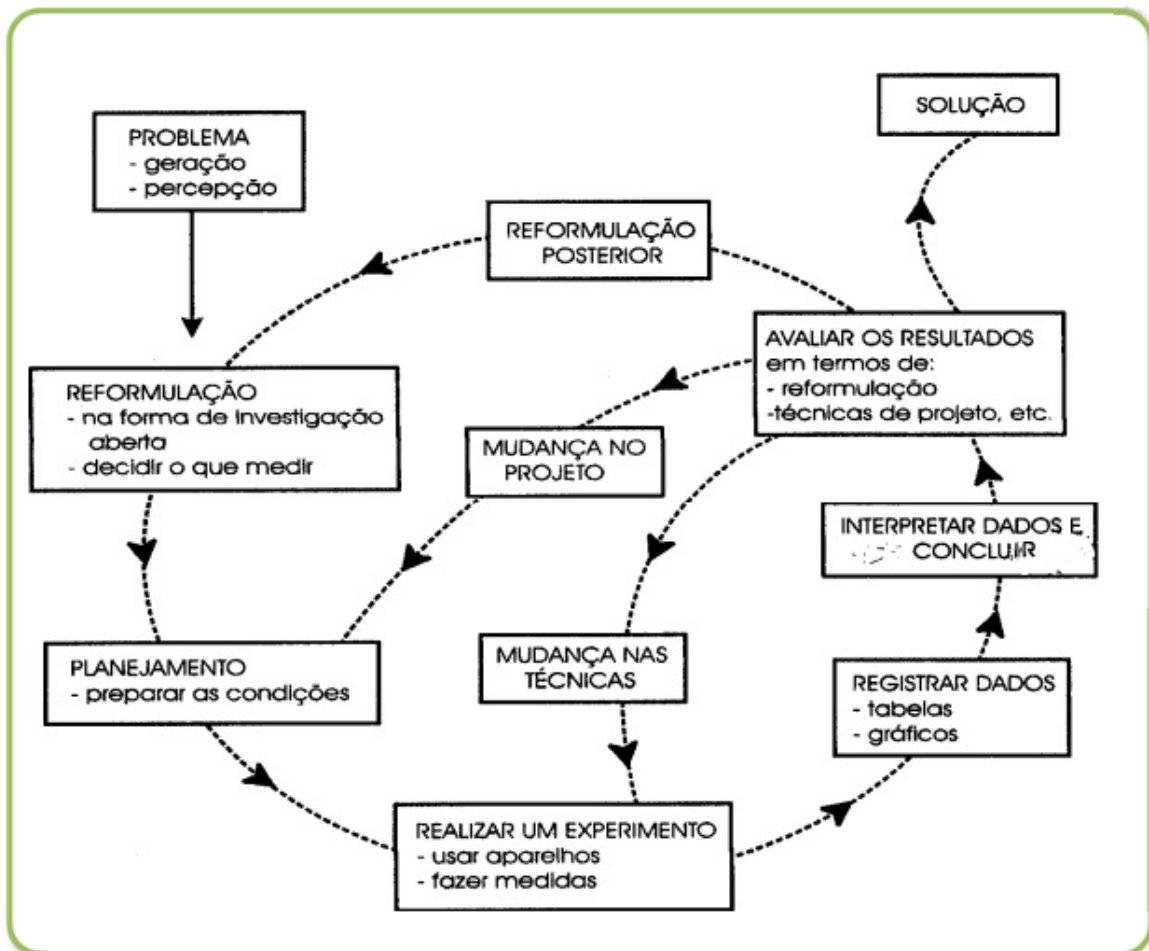 PROBLEMA
- geração
- percepção
SOLUÇÃO
REFORMULAÇÃO
POSTERIOR
AVALIAR OS RESULTADOS
em termos de:
- reformulação
-técnicas de projeto, etc.
REFORMULAÇÃO
- na forma de investigação
aberta
- decidir o que medir
MUDANÇA NO
PROJETO
INTERPRETAR DADOS E
CONCLUIR
PLANEJAMENTO
- preparar as condições
MUDANÇA NAS
TÉCNICAS
REGISTRAR DADOS
- tabelas
- gráficos
REALIZAR UM EXPERIMENTO
- usar aparelhos
- fazer medidas